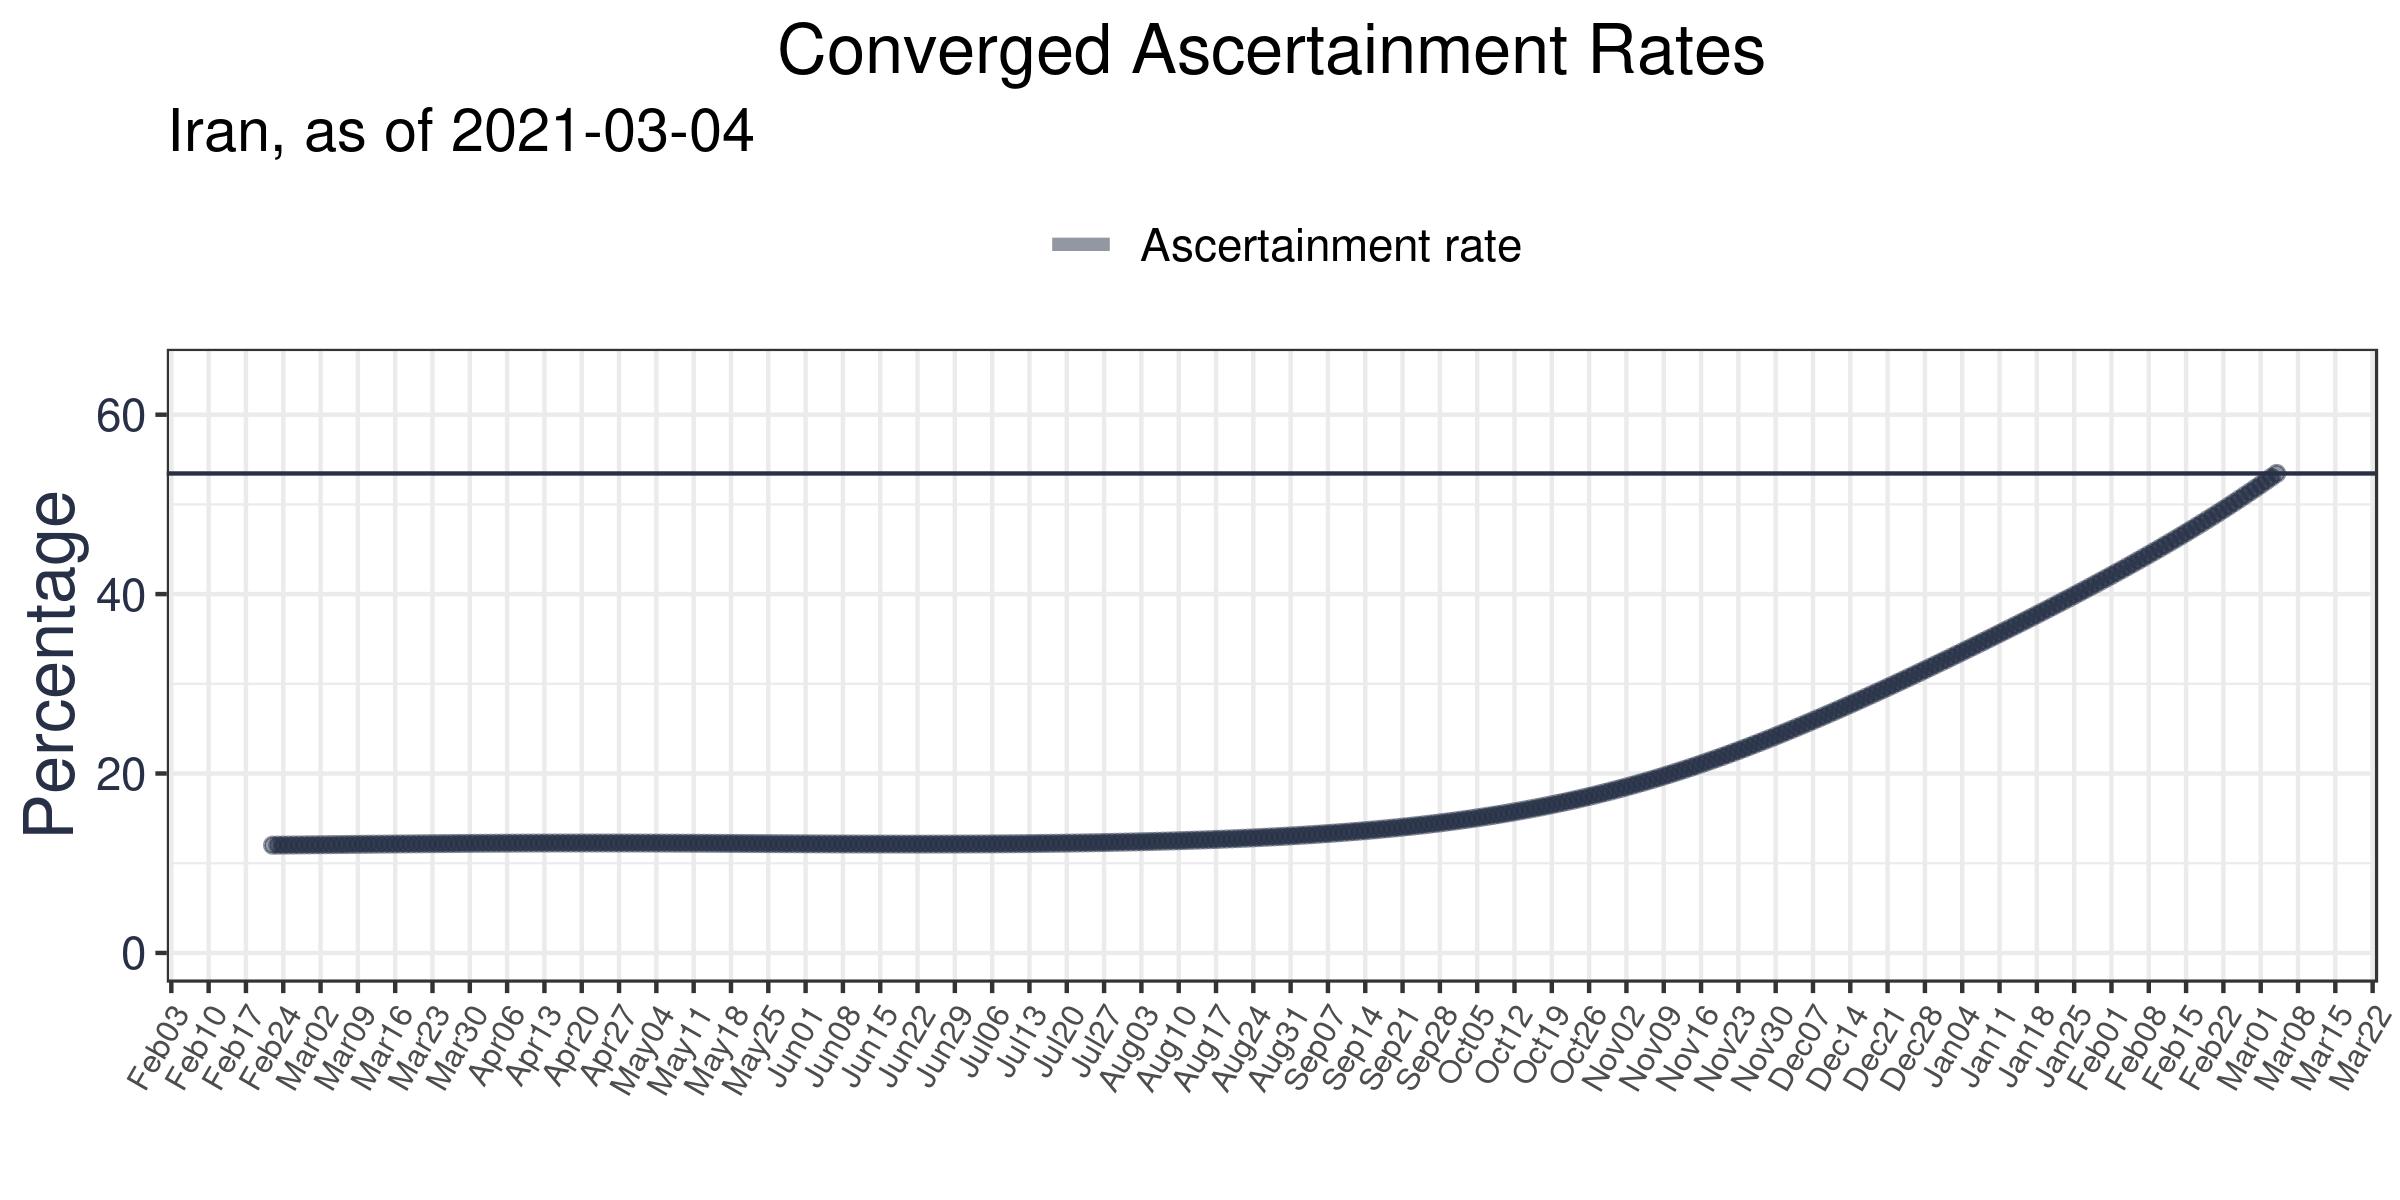 Converged Ascertainment Rates
Iran, as of 2021-03-04
Ascertainment rate
Percentage
60
40
20
0
Feb03 Feb10 Feb17 Feb24 Mar02 Mar09 Mar16 Mar23 Mar30 Apr06 Apr13 Apr20 Apr27 May04 May11 May18 May25 Jun01 Jun08 Jun15 Jun22 Jun29 Jul06 Jul13 Jul20 Jul27 Aug03 Aug10 Aug17 Aug24 Aug31 Sep07 Sep14 Sep21 Sep28 Oct05 Oct12 Oct19 Oct26 Nov02 Nov09 Nov16 Nov23 Nov30 Dec07 Dec14 Dec21 Dec28 Jan04 Jan11 Jan18 Jan25 Feb01 Feb08 Feb15 Feb22 Mar01 Mar08 Mar15 Mar22